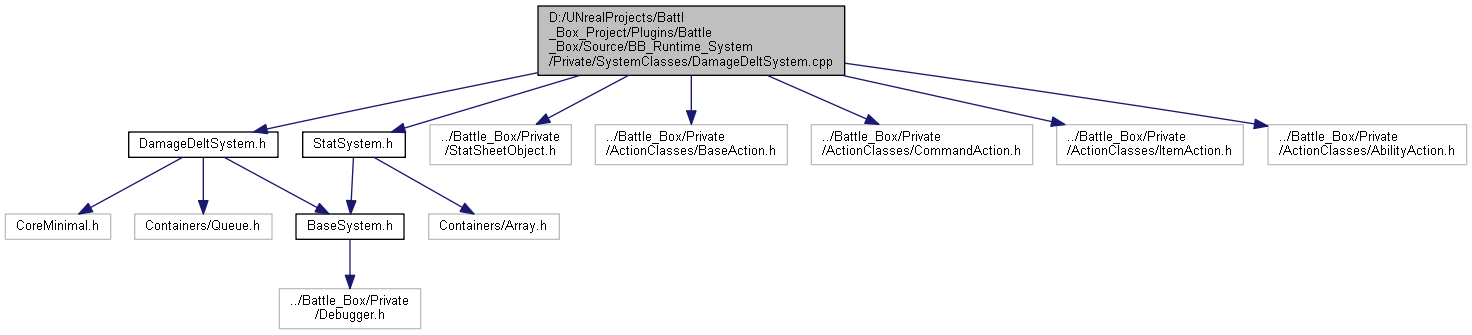 D:/UNrealProjects/Battl
_Box_Project/Plugins/Battle
_Box/Source/BB_Runtime_System
/Private/SystemClasses/DamageDeltSystem.cpp
DamageDeltSystem.h
StatSystem.h
../Battle_Box/Private
/StatSheetObject.h
../Battle_Box/Private
/ActionClasses/BaseAction.h
../Battle_Box/Private
/ActionClasses/CommandAction.h
../Battle_Box/Private
/ActionClasses/ItemAction.h
../Battle_Box/Private
/ActionClasses/AbilityAction.h
CoreMinimal.h
Containers/Queue.h
BaseSystem.h
Containers/Array.h
../Battle_Box/Private
/Debugger.h